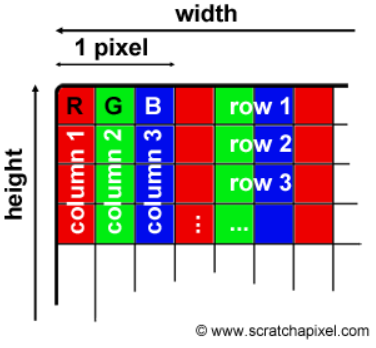 width
1 pixel
height
R G B
row 1
row 2
row 3
column 1
column 2
column 3
...
...
© www.scratchapixel.com